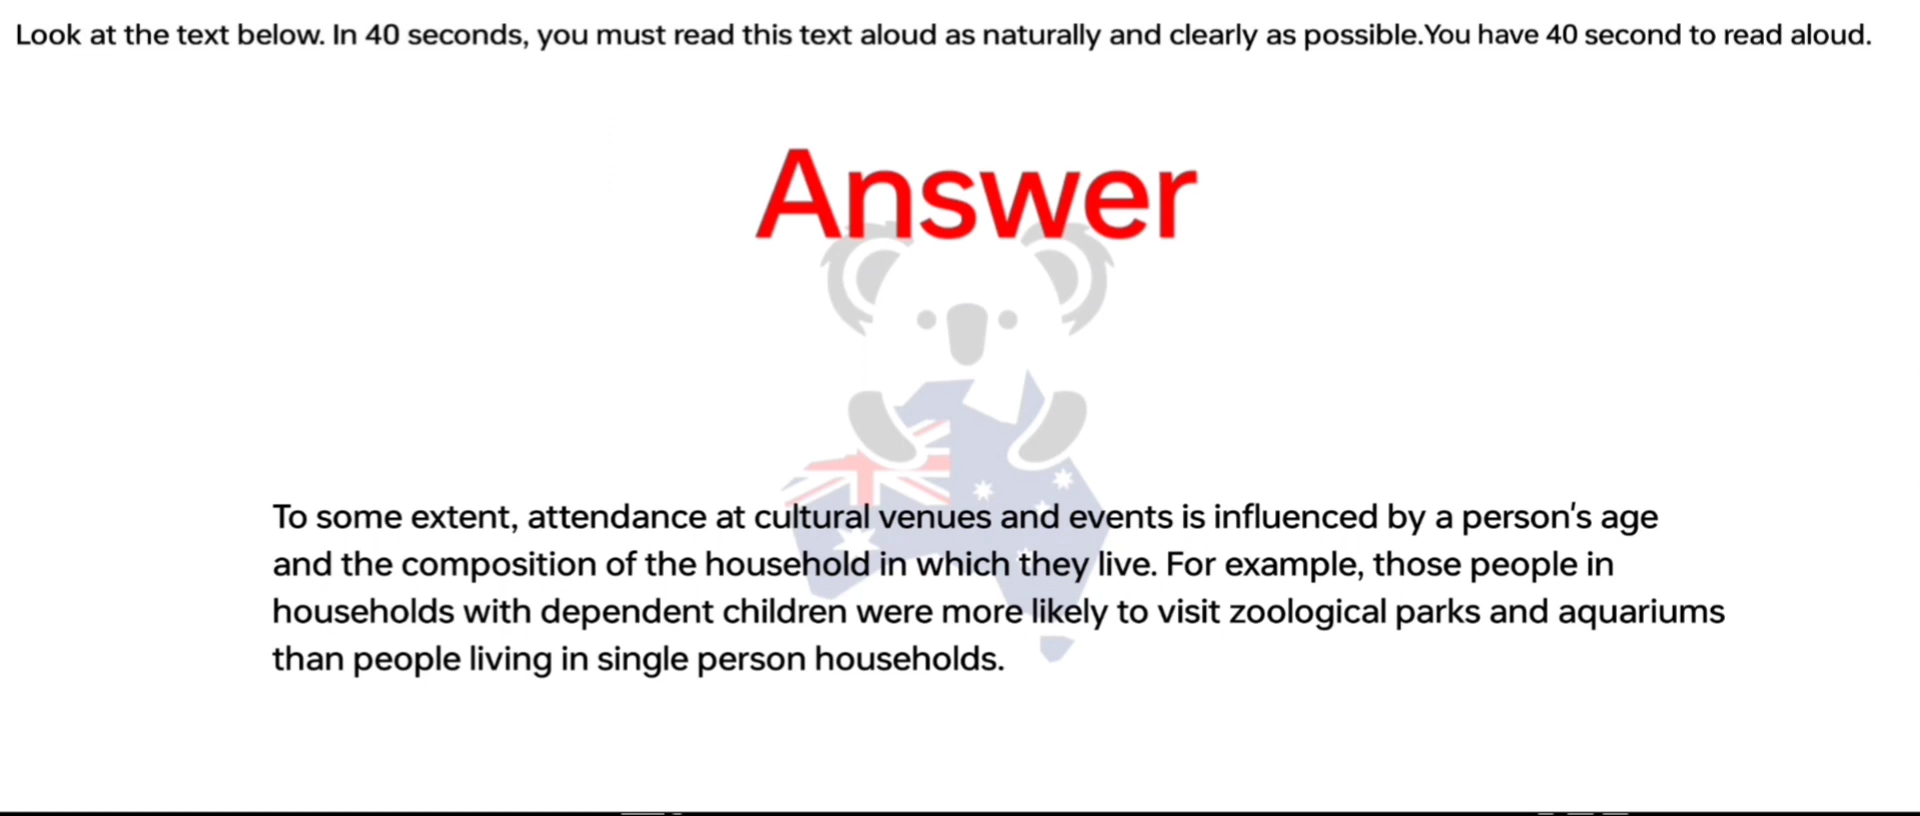 Look at the text below. In 40 seconds, you must read this text aloud as naturally and clearly as possible.You have 40 second to read aloud.
Answer
To some extent, attendance at cultural venues and events is influenced by a person's age
and the composition of the household in which they live. For example, those people in
households with dependent children were more likely to visit zoological parks and aquariums
than people living in single person households.